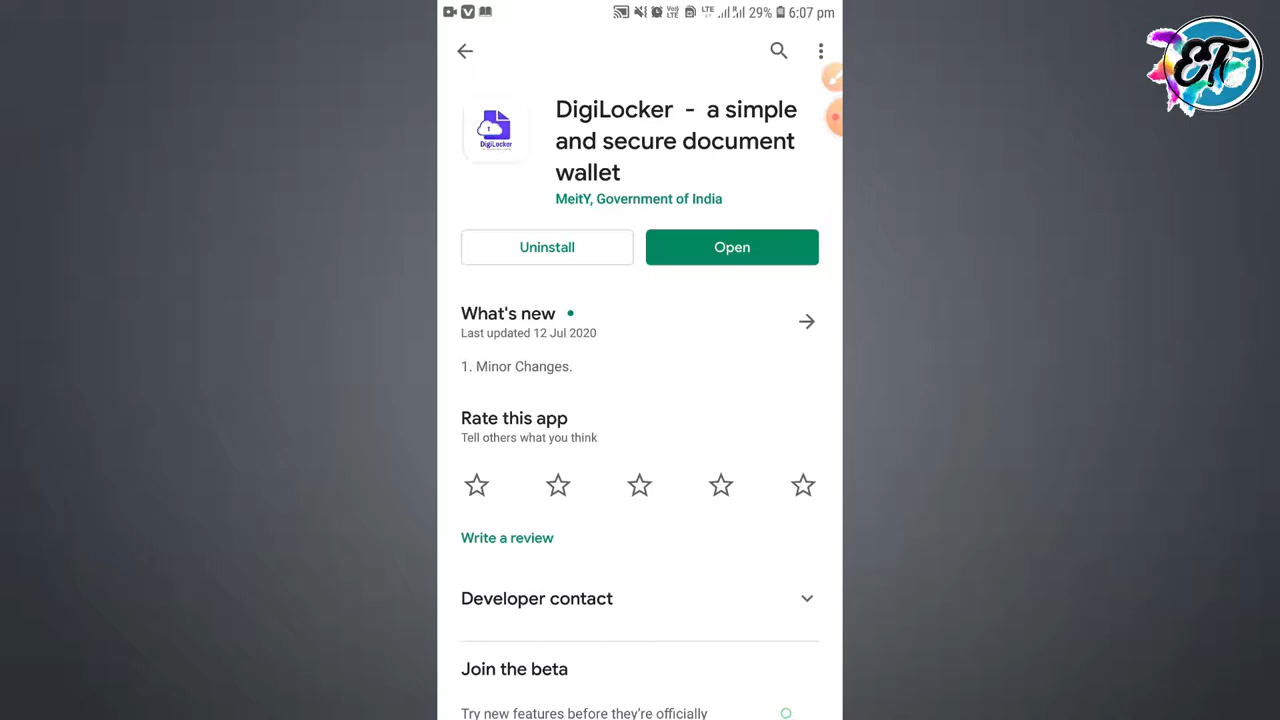 29% 6:07 pm
ET
DigiLocker - a simple
and secure document
wallet
DigiLocker
MeitY, Government of India
Uninstall
Open
What's new
Last updated 12 Jul 2020
1. Minor Changes.
Rate this app
Tell others what you think
Write a review
Developer contact
Join the beta
Try new features before they're officially